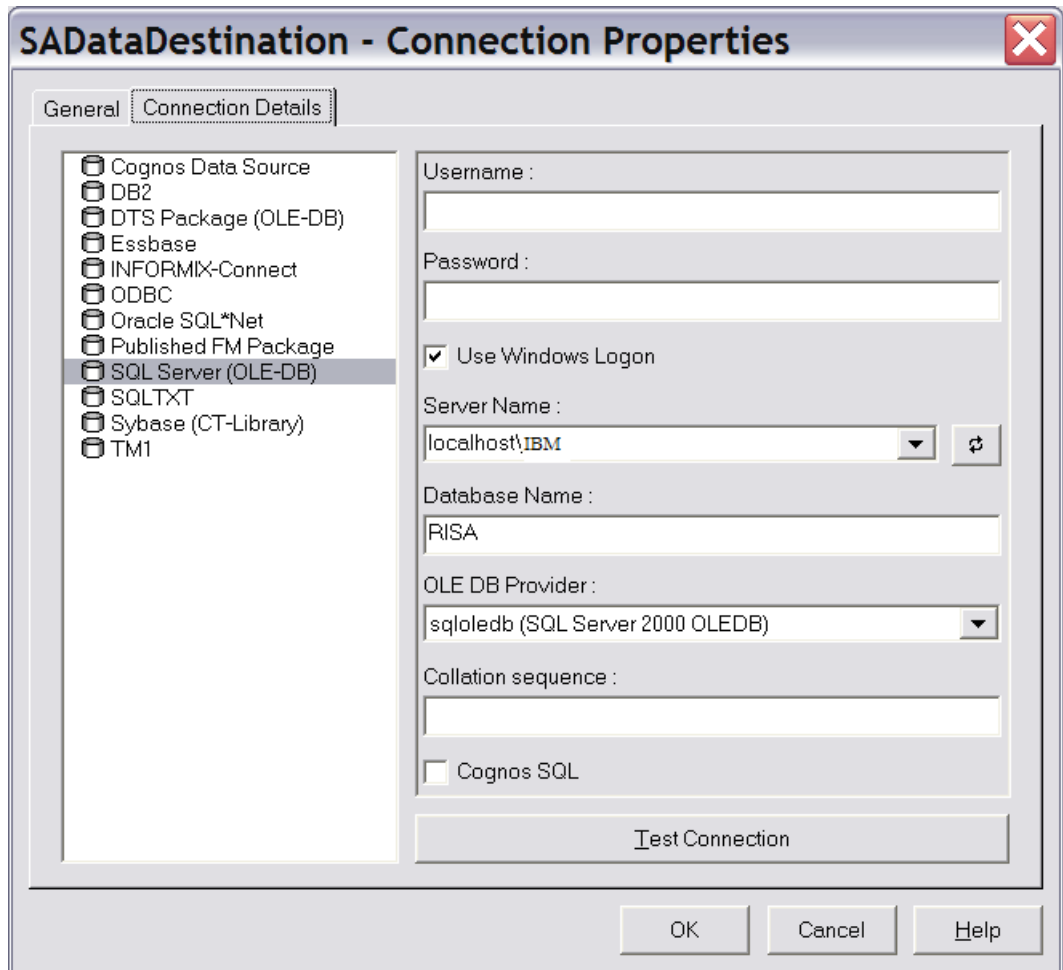 SADataDestination - Connection Properties
General
Connection Details
Cognos Data Source
DB2
DTS Package (OLE-DB)
Essbase
INFORMIX-Connect
ODBC
Oracle SQL*Net
Published FM Package
SQL Server (OLE-DB)
SQLTXT
Sybase (CT-Library)
TM1
Username :
Password :
Use Windows Logon
Server Name :
localhost\IBM
Database Name :
RISA
OLE DB Provider :
sqloledb (SQL Server 2000 OLEDB)
Collation sequence :
Cognos SQL
Test Connection
OK
Cancel
Help